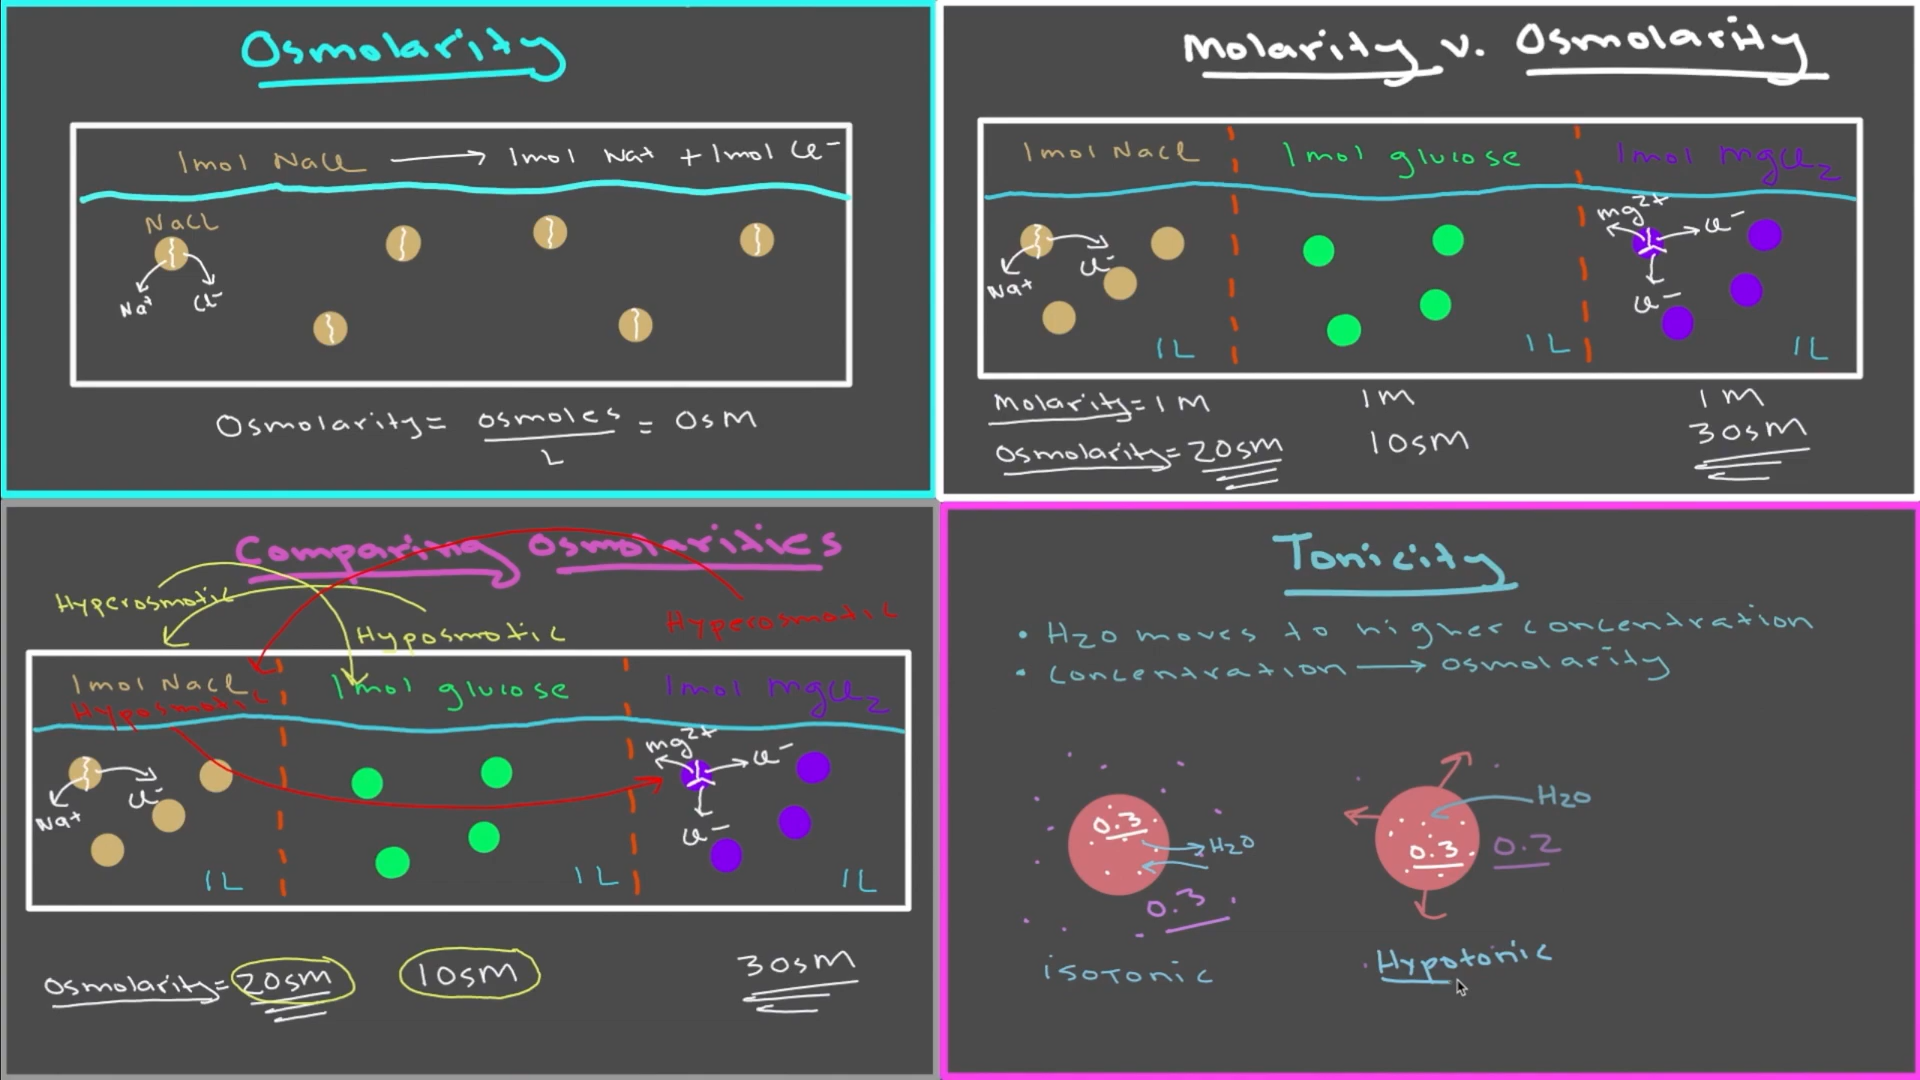 Osmolarity
1mol NaCl → 1mol Na+ + 1mol Cl-
NaCl
Na+ Cl-
Osmolarity = osmoles / L = OsM
Molarity v. Osmolarity
1mol NaCl 1mol glucose 1mol MgCl2
Mg2+ Cl-
Cl-
Na+
Cl-
1L 1L 1L
Molarity = 1M 1M 1M
Osmolarity = 2OsM 1OsM 3OsM
Comparing Osmolarities
Hyperosmotic
Hyposmotic Hyperosmotic
1mol NaCl 1mol glucose 1mol MgCl2
Hyposmotic
Mg2+ Cl-
Cl-
Na+ Cl-
1L 1L 1L
Osmolarity = 2OsM 1OsM 3OsM
Tonicity
• H2O moves to higher concentration
• concentration → osmolarity
0.3 H2O
0.3
isotonic
H2O
0.3 0.2
Hypotonic